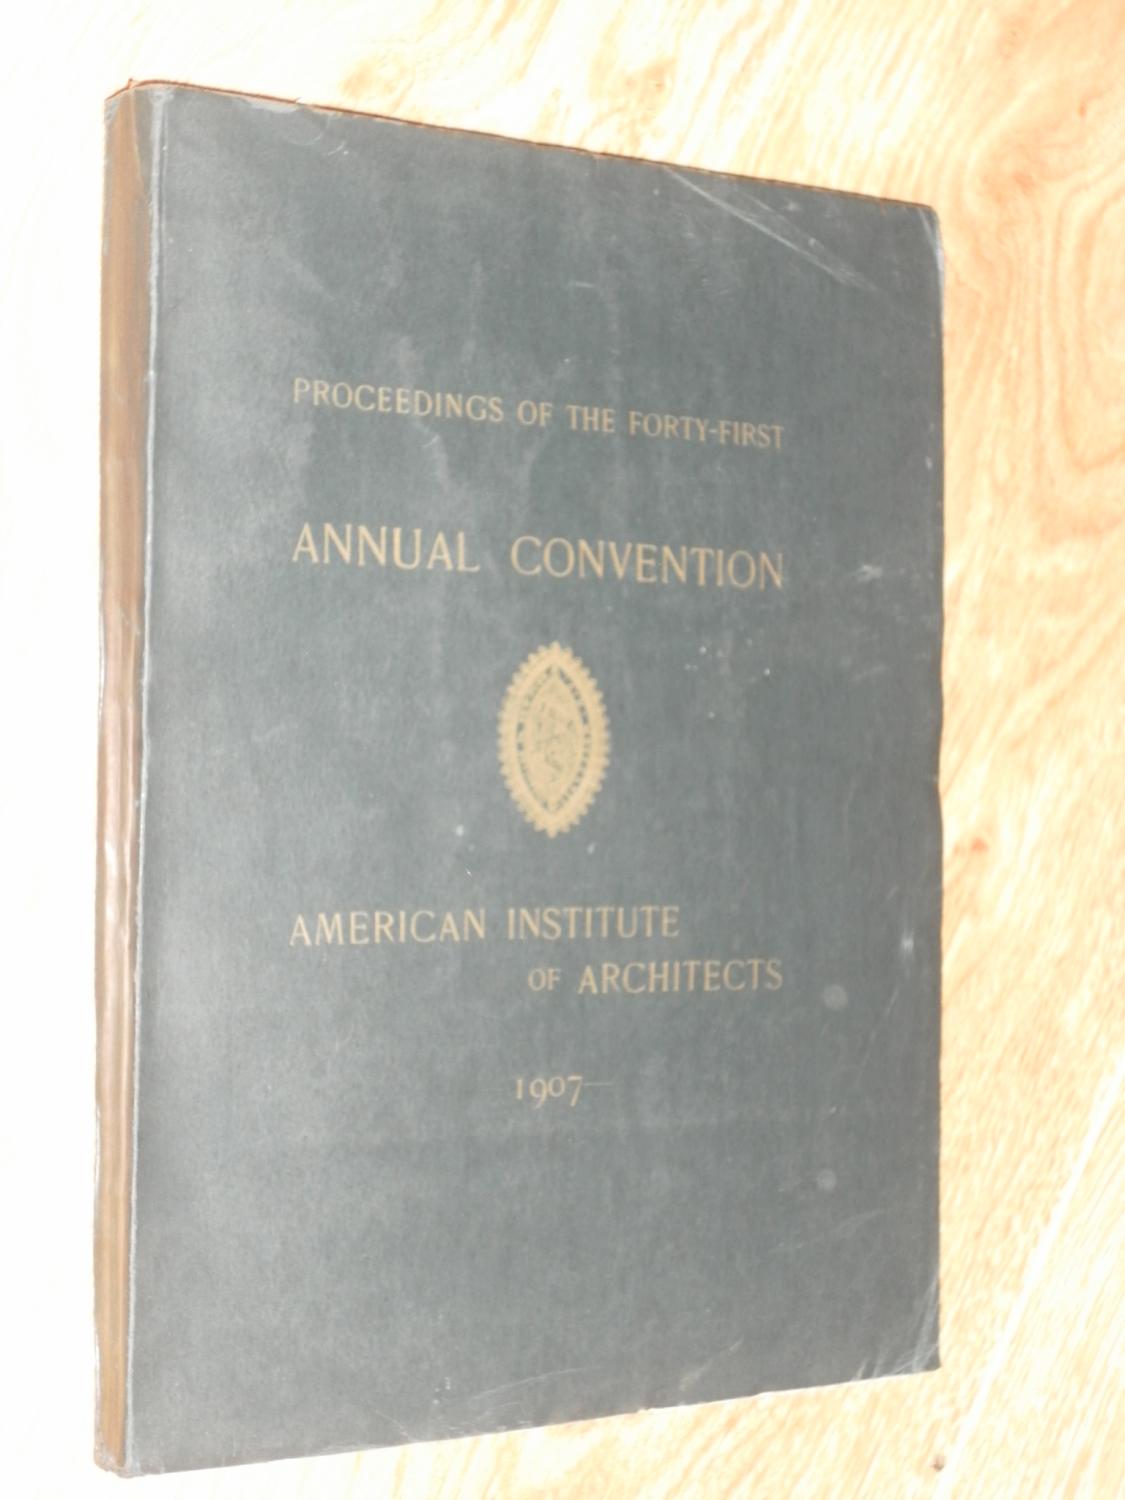 PROCEEDINGS OF THE FORTY-FIRST
ANNUAL CONVENTION
AMERICAN INSTITUTE
OF ARCHITECTS
1907